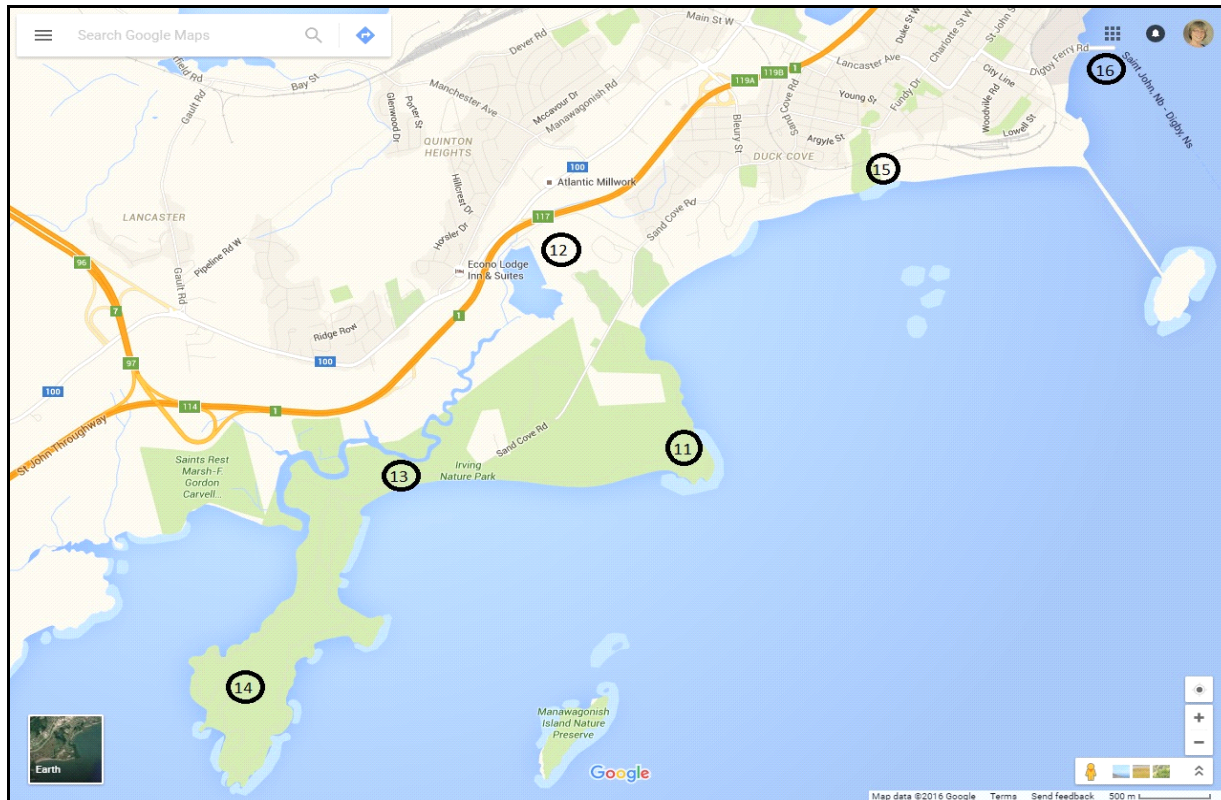 Search Google Maps
Main St W
Duke St W
St John St
Charlotte St W
Dever Rd
Bay St
Gault Rd
119A
119B
1
Lancaster Ave
City Line
Digby Ferry Rd
16
Saint John, Nb - Digby, Ns
Manchester Ave
Mccavour Dr
Manawagonish Rd
Glenwood Dr
Porter St
Cove Rd
Sand
Young St
Fundy Dr
Woodville Rd
Lowell St
Bleury St
Argyle St
QUINTON
HEIGHTS
DUCK COVE
100
Atlantic Millwork
15
Hillcrest Dr
LANCASTER
117
Sand Cove Rd
Horsler Dr
Pipeline Rd W
12
96
Econo Lodge
Inn & Suites
Gault Rd
7
1
Ridge Row
97
100
100
114
1
St John Throughway
Sand Cove Rd
11
Saints Rest
Marsh-F.
Gordon
Carvell...
13
Irving
Nature Park
14
Manawagonish
Island Nature
Preserve
Earth
Google
Map data ©2016 Google Terms Send feedback 500 m